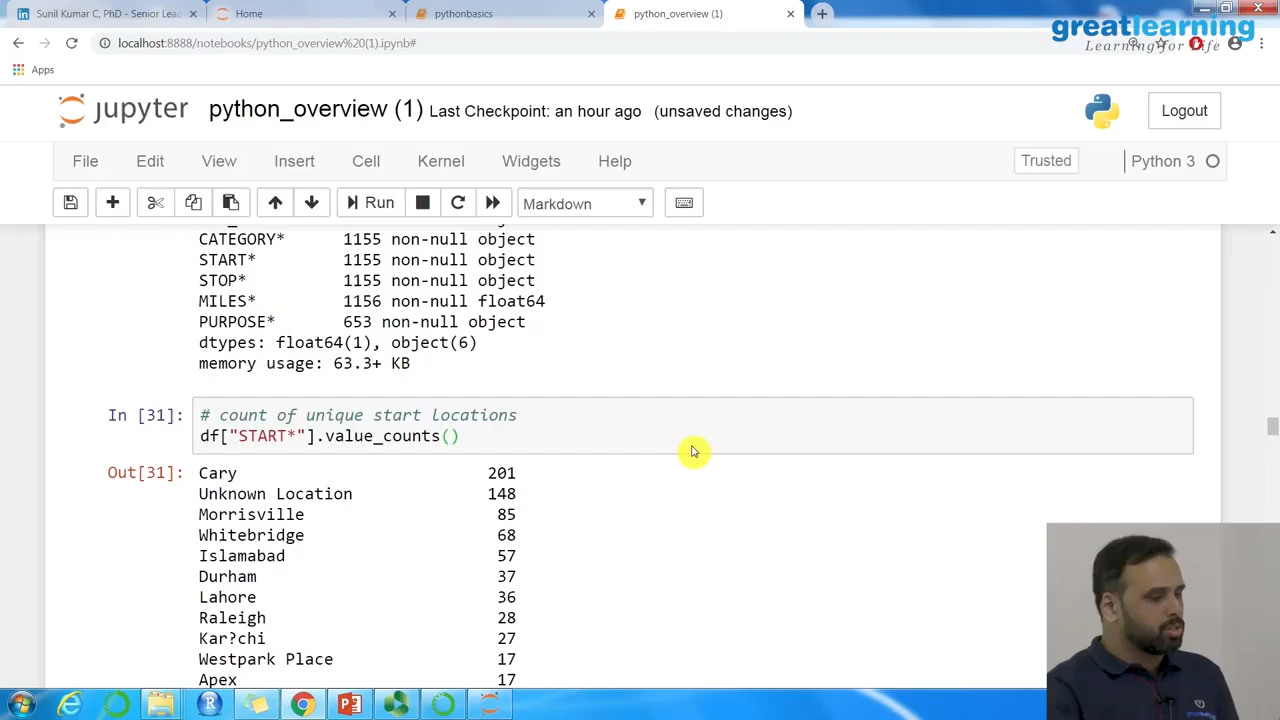 Sunil Kumar C, PhD - Senior Lead
Home
pythonbasics
python_overview (1)
greatlearning
Learning for Life
localhost:8888/notebooks/python_overview%20(1).ipynb#
Apps
jupyter python_overview (1) Last Checkpoint: an hour ago (unsaved changes)
Logout
File Edit View Insert Cell Kernel Widgets Help
Trusted
Python 3
Run
Markdown
CATEGORY* 1155 non-null object
START* 1155 non-null object
STOP* 1155 non-null object
MILES* 1156 non-null float64
PURPOSE* 653 non-null object
dtypes: float64(1), object(6)
memory usage: 63.3+ KB
In [31]: # count of unique start locations
df["START*"].value_counts()
Out[31]: Cary 201
Unknown Location 148
Morrisville 85
Whitebridge 68
Islamabad 57
Durham 37
Lahore 36
Raleigh 28
Kar?chi 27
Westpark Place 17
Apex 17